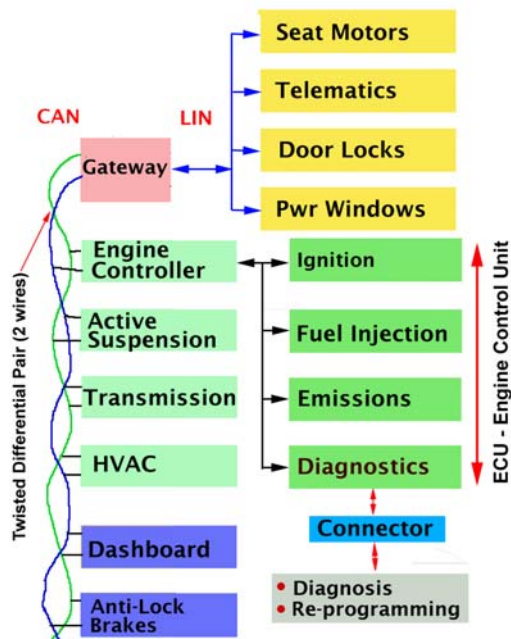 Seat Motors
CAN
LIN
Telematics
Gateway
Door Locks
Pwr Windows
Twisted Differential Pair (2 wires)
Engine
Controller
Ignition
Active
Suspension
Fuel Injection
Transmission
Emissions
HVAC
Diagnostics
ECU - Engine Control Unit
Connector
Dashboard
• Diagnosis
• Re-programming
Anti-Lock
Brakes